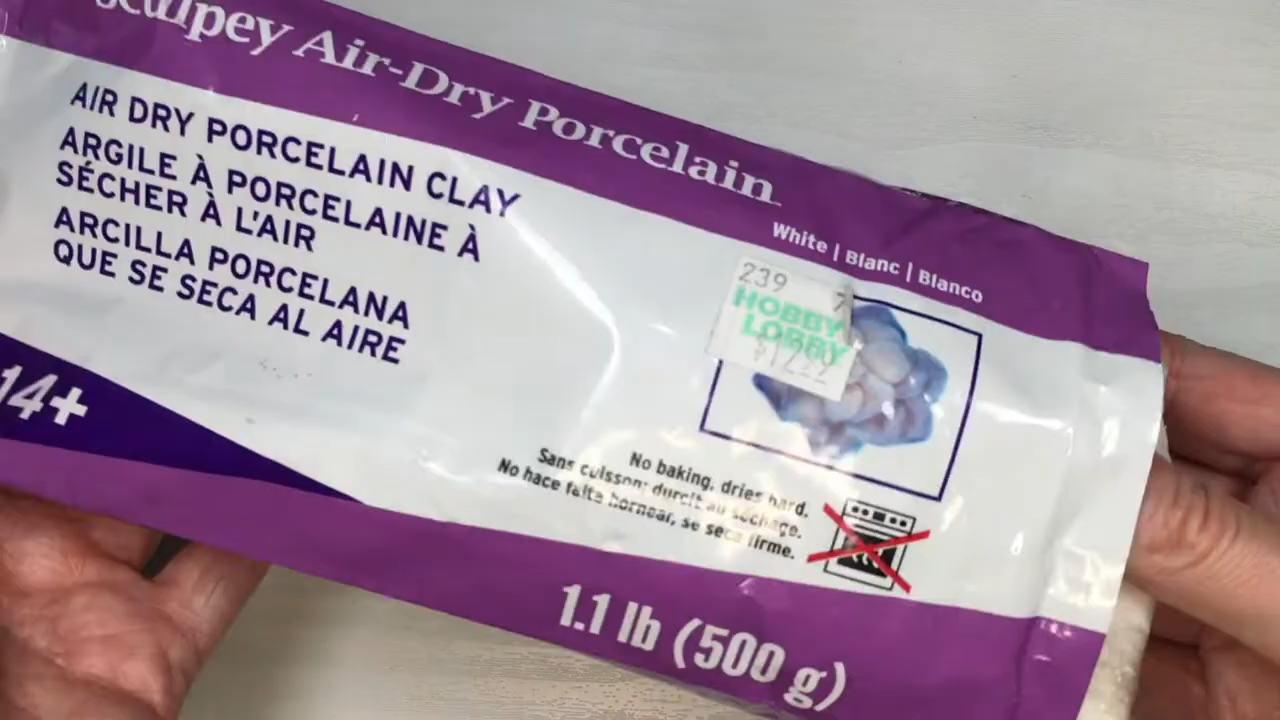 Sculpey Air-Dry Porcelain
AIR DRY PORCELAIN CLAY
ARGILE À PORCELAINE À
SÉCHER À L'AIR
ARCILLA PORCELANA
QUE SE SECA AL AIRE
White | Blanc | Blanco
239 7
HOBBY
LOBBY
14+
No baking, dries hard.
Sans cuisson; durcit au séchage.
No hace falta hornear, se seca firme.
1.1 lb (500 g)